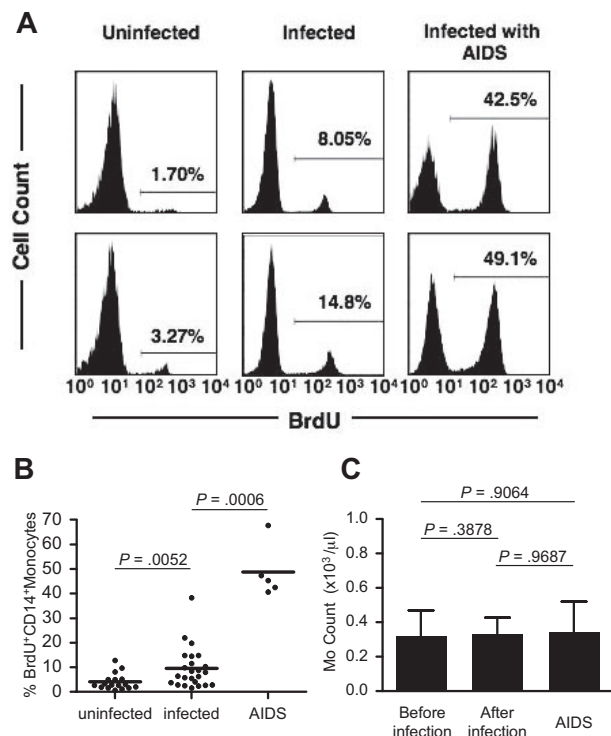 A
Uninfected Infected Infected with
AIDS
Cell Count
1.70% 8.05% 42.5%
3.27% 14.8% 49.1%
10⁰ 10¹ 10² 10³ 10⁴ 10⁰ 10¹ 10² 10³ 10⁴ 10⁰ 10¹ 10² 10³ 10⁴
BrdU
B
% BrdU⁺CD14⁺Monocytes
P = .0006
P = .0052
70
60
50
40
30
20
10
0
uninfected infected AIDS
C
Mo Count (x10³/µl)
P = .9064
P = .3878
P = .9687
1.0
0.8
0.6
0.4
0.2
0.0
Before After AIDS
infection infection